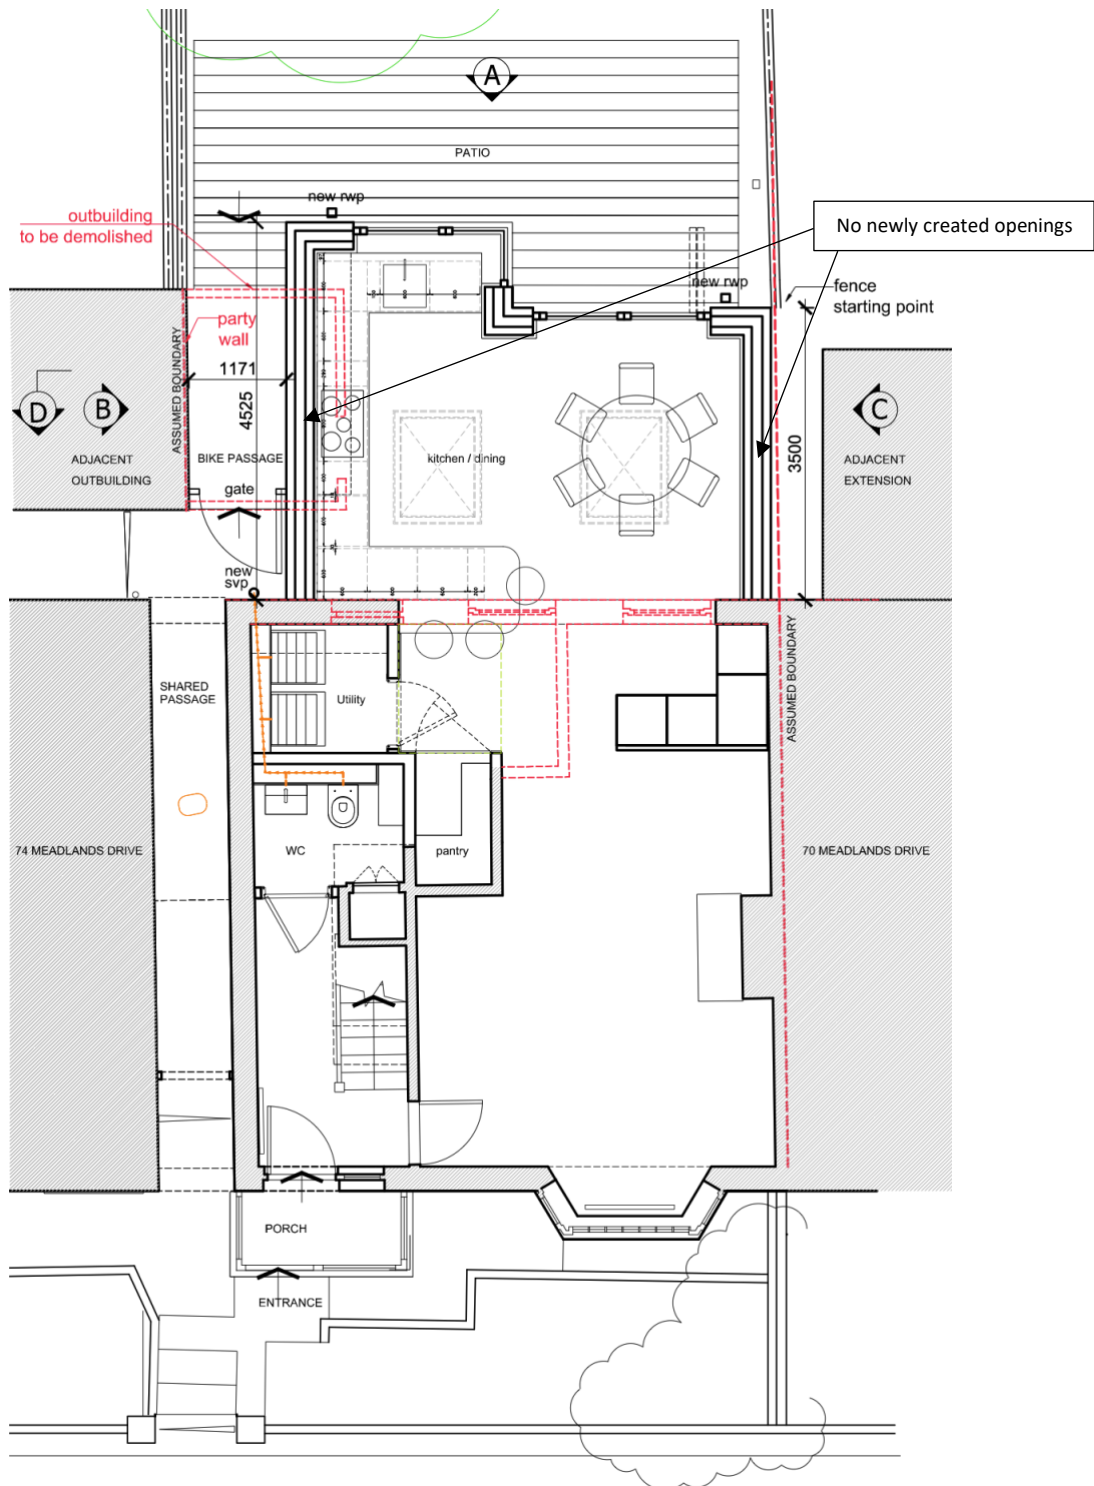 A
PATIO
new rwp
outbuilding
to be demolished
No newly created openings
new rwp
fence
starting point
party
wall
ASSUMED BOUNDARY
1171
4525
3500
D
B
C
ADJACENT
OUTBUILDING
BIKE PASSAGE
kitchen / dining
ADJACENT
EXTENSION
gate
new
svp
SHARED
PASSAGE
Utility
ASSUMED BOUNDARY
74 MEADLANDS DRIVE
WC
pantry
70 MEADLANDS DRIVE
PORCH
ENTRANCE